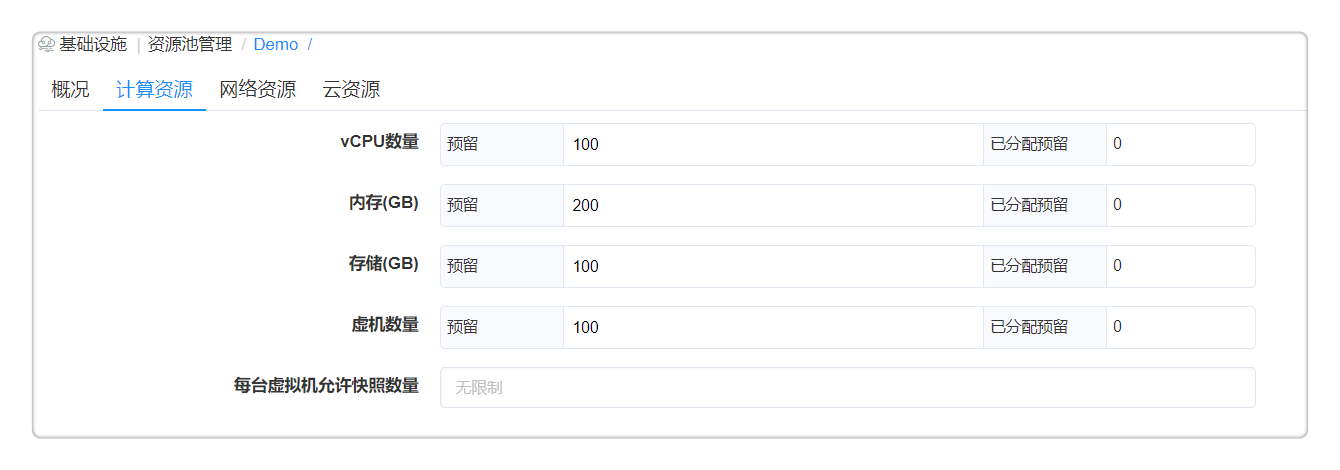 基础设施 | 资源池管理 / Demo /
概况 计算资源 网络资源 云资源
vCPU数量 预留 100 已分配预留 0
内存(GB) 预留 200 已分配预留 0
存储(GB) 预留 100 已分配预留 0
虚机数量 预留 100 已分配预留 0
每台虚拟机允许快照数量 无限制